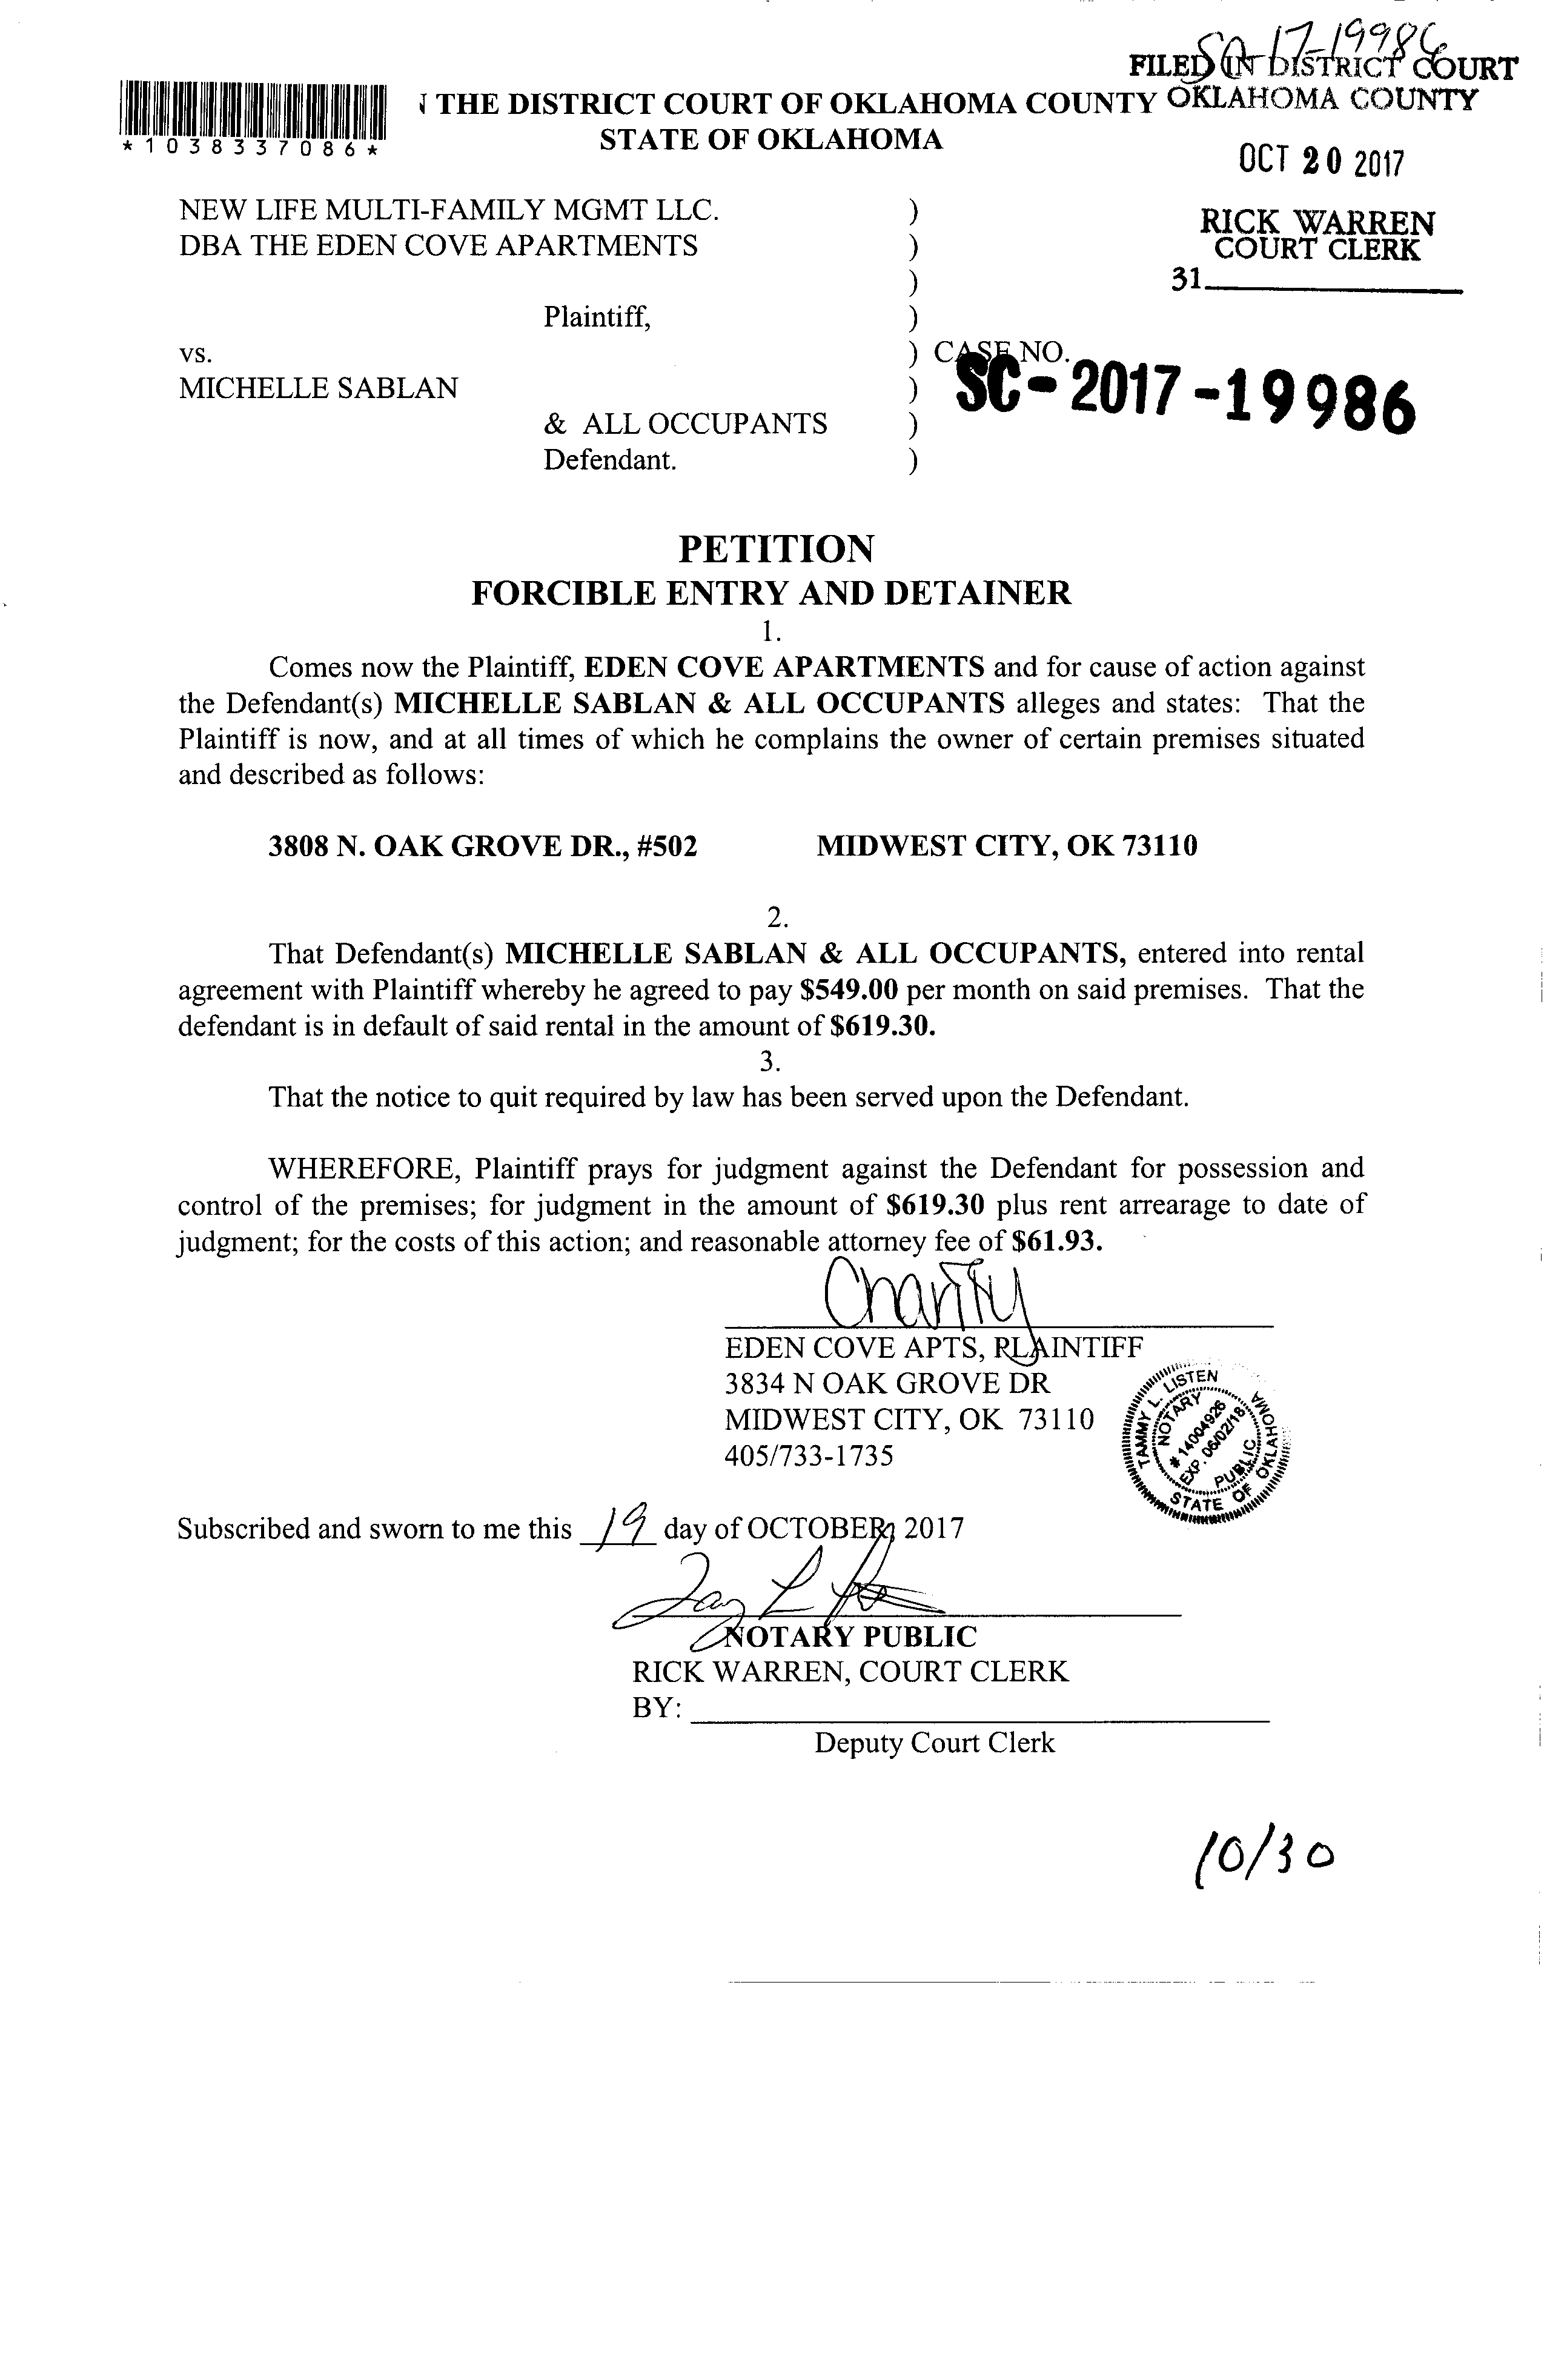 SC-17-19986
FILED IN DISTRICT COURT
OKLAHOMA COUNTY
*1038337086*
THE DISTRICT COURT OF OKLAHOMA COUNTY
STATE OF OKLAHOMA
OCT 20 2017
RICK WARREN
COURT CLERK
31
NEW LIFE MULTI-FAMILY MGMT LLC. )
DBA THE EDEN COVE APARTMENTS )
)
Plaintiff, )
vs. ) CASE NO.
SC-2017-19986
MICHELLE SABLAN )
& ALL OCCUPANTS )
Defendant. )
PETITION
FORCIBLE ENTRY AND DETAINER
1.
Comes now the Plaintiff, EDEN COVE APARTMENTS and for cause of action against
the Defendant(s) MICHELLE SABLAN & ALL OCCUPANTS alleges and states: That the
Plaintiff is now, and at all times of which he complains the owner of certain premises situated
and described as follows:
3808 N. OAK GROVE DR., #502 MIDWEST CITY, OK 73110
2.
That Defendant(s) MICHELLE SABLAN & ALL OCCUPANTS, entered into rental
agreement with Plaintiff whereby he agreed to pay $549.00 per month on said premises. That the
defendant is in default of said rental in the amount of $619.30.
3.
That the notice to quit required by law has been served upon the Defendant.
WHEREFORE, Plaintiff prays for judgment against the Defendant for possession and
control of the premises; for judgment in the amount of $619.30 plus rent arrearage to date of
judgment; for the costs of this action; and reasonable attorney fee of $61.93.
Charity
EDEN COVE APTS, PLAINTIFF
3834 N OAK GROVE DR
MIDWEST CITY, OK 73110
405/733-1735
TAMMY L. LISTEN
NOTARY
# 14004926
EXP. 06/02/18
PUBLIC
STATE OF OKLAHOMA
Subscribed and sworn to me this 19 day of OCTOBER, 2017
NOTARY PUBLIC
RICK WARREN, COURT CLERK
BY:
Deputy Court Clerk
10/30